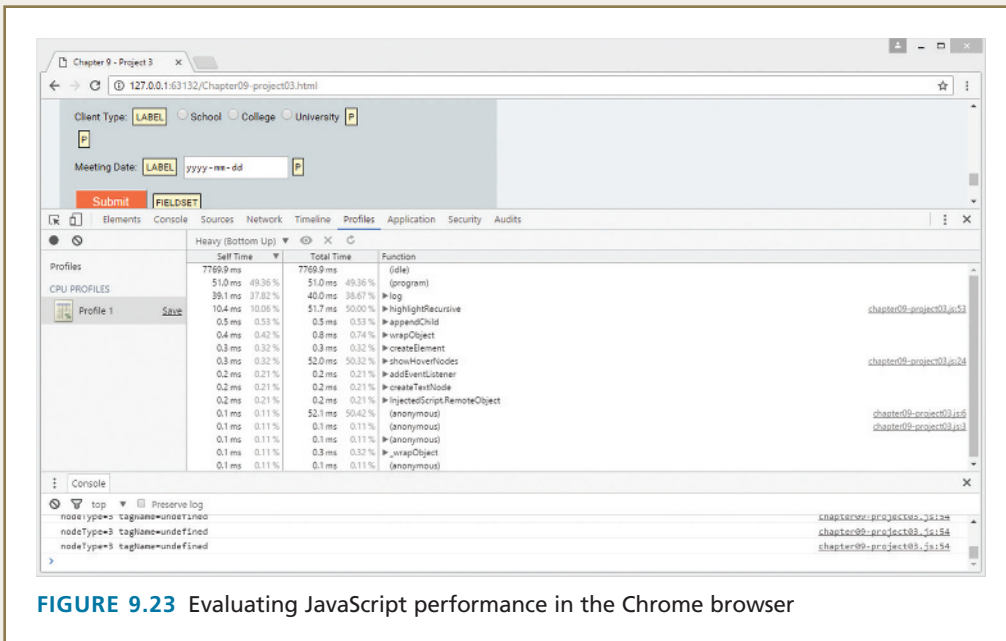 Chapter 9 - Project 3 ×
127.0.0.1:63132/Chapter09-project03.html
Client Type: LABEL School College University P
P
Meeting Date: LABEL yyyy-mm-dd P
Submit FIELDSET
Elements Console Sources Network Timeline Profiles Application Security Audits
Heavy (Bottom Up)
Profiles
CPU PROFILES
Profile 1 Save
Self Time Total Time Function
7769.9 ms 7769.9 ms (idle)
51.0 ms 49.36 % 51.0 ms 49.36 % (program)
39.1 ms 37.82 % 40.0 ms 38.67 % log
10.4 ms 10.06 % 51.7 ms 50.00 % highlightRecursive chapter09-project03.js:53
0.5 ms 0.53 % 0.5 ms 0.53 % appendChild
0.4 ms 0.42 % 0.8 ms 0.74 % wrapObject
0.3 ms 0.32 % 0.3 ms 0.32 % createElement
0.3 ms 0.32 % 52.0 ms 50.32 % showHoverNodes chapter09-project03.js:24
0.2 ms 0.21 % 0.2 ms 0.21 % addEventListener
0.2 ms 0.21 % 0.2 ms 0.21 % createTextNode
0.2 ms 0.21 % 0.2 ms 0.21 % InjectedScript.RemoteObject
0.1 ms 0.11 % 52.1 ms 50.42 % (anonymous) chapter09-project03.js:6
0.1 ms 0.11 % 0.1 ms 0.11 % (anonymous) chapter09-project03.js:3
0.1 ms 0.11 % 0.1 ms 0.11 % (anonymous)
0.1 ms 0.11 % 0.3 ms 0.32 % _wrapObject
0.1 ms 0.11 % 0.1 ms 0.11 % (anonymous)
Console
top Preserve log
nodeType=3 tagName=undefined chapter09-project03.js:54
nodeType=3 tagName=undefined chapter09-project03.js:54
nodeType=3 tagName=undefined chapter09-project03.js:54
FIGURE 9.23 Evaluating JavaScript performance in the Chrome browser